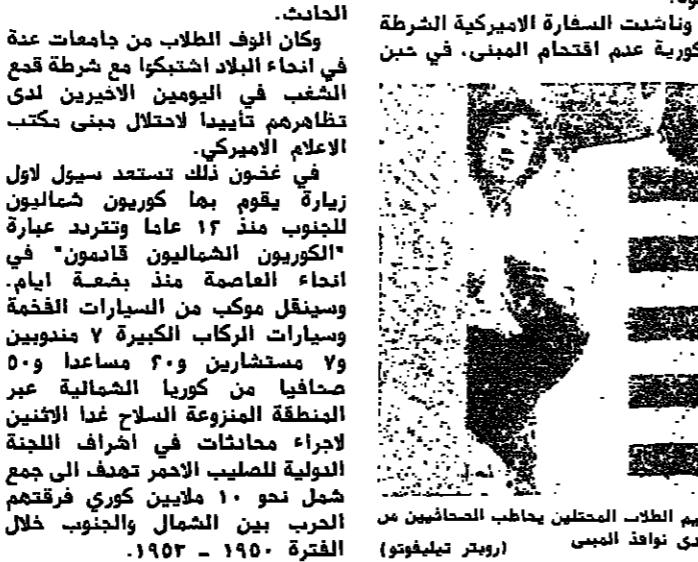 وناشدت السفارة الاميركية الشرطة
كورية عدم اقتحام المبنى، في حين
يم الطلاب المحتلين يخاطب الصحافيين من
دى نوافذ المبنى (رويتر تيليفوتو)
الحادث.
وكان الوف الطلاب من جامعات عدة
في انحاء البلاد اشتبكوا مع شرطة قمع
الشغب في اليومين الاخيرين لدى
تظاهرهم تأييدا لاحتلال مبنى مكتب
الاعلام الاميركي.
في غضون ذلك تستعد سيول لاول
زيارة يقوم بها كوريون شماليون
للجنوب منذ ١٢ عاما وتتردد عبارة
"الكوريون الشماليون قادمون" في
انحاء العاصمة منذ بضعة ايام.
وسينقل موكب من السيارات الفخمة
وسيارات الركاب الكبيرة ٧ مندوبين
و٧ مستشارين و٢٠ مساعدا و٥٠
صحافيا من كوريا الشمالية عبر
المنطقة المنزوعة السلاح غدا الاثنين
لاجراء محادثات في اشراف اللجنة
الدولية للصليب الاحمر تهدف الى جمع
شمل نحو ١٠ ملايين كوري فرقتهم
الحرب بين الشمال والجنوب خلال
الفترة ١٩٥٠ - ١٩٥٣.